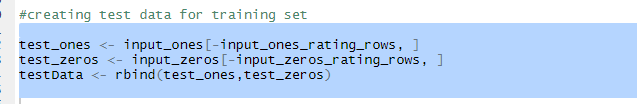 #creating test data for training set
test_ones <- input_ones[-input_ones_rating_rows, ]
test_zeros <- input_zeros[-input_zeros_rating_rows, ]
testData <- rbind(test_ones,test_zeros)